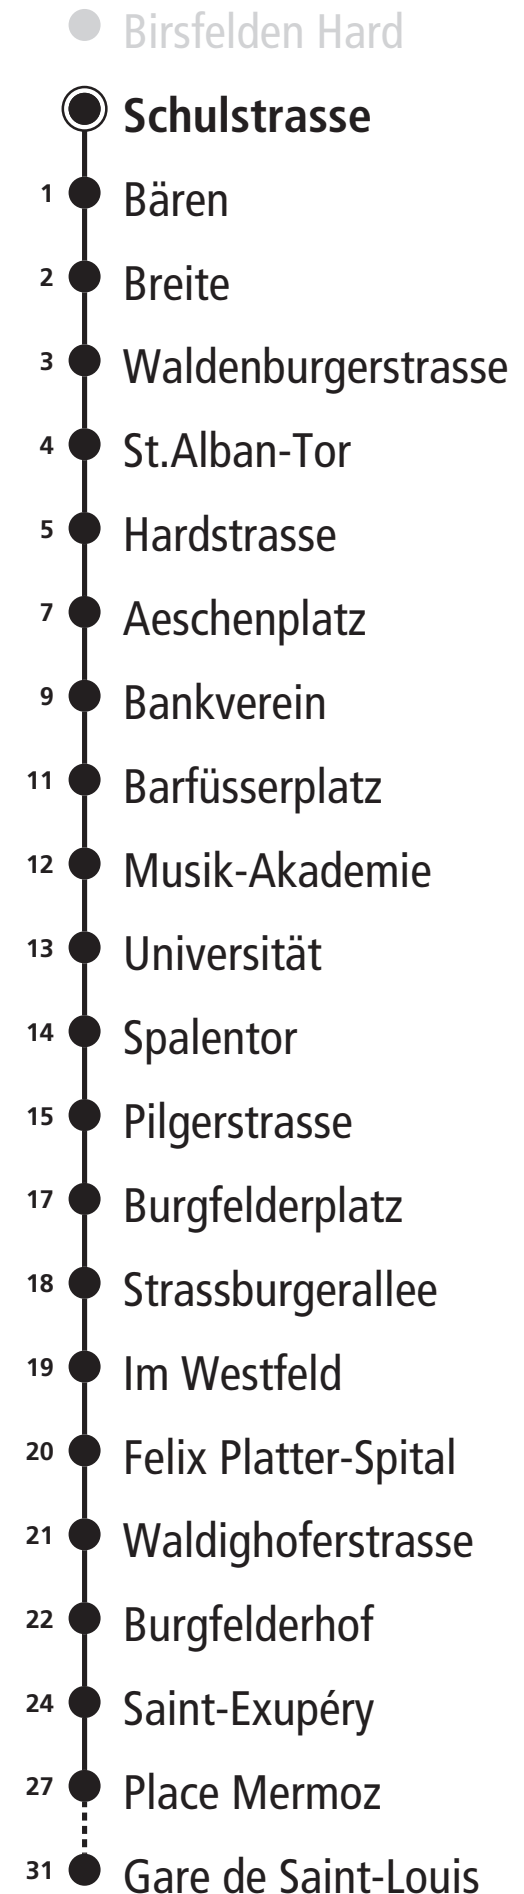 Birsfelden Hard
Schulstrasse
1 Bären
2 Breite
3 Waldenburgerstrasse
4 St.Alban-Tor
5 Hardstrasse
7 Aeschenplatz
9 Bankverein
11 Barfüsserplatz
12 Musik-Akademie
13 Universität
14 Spalentor
15 Pilgerstrasse
17 Burgfelderplatz
18 Strassburgerallee
19 Im Westfeld
20 Felix Platter-Spital
21 Waldighoferstrasse
22 Burgfelderhof
24 Saint-Exupéry
27 Place Mermoz
31 Gare de Saint-Louis